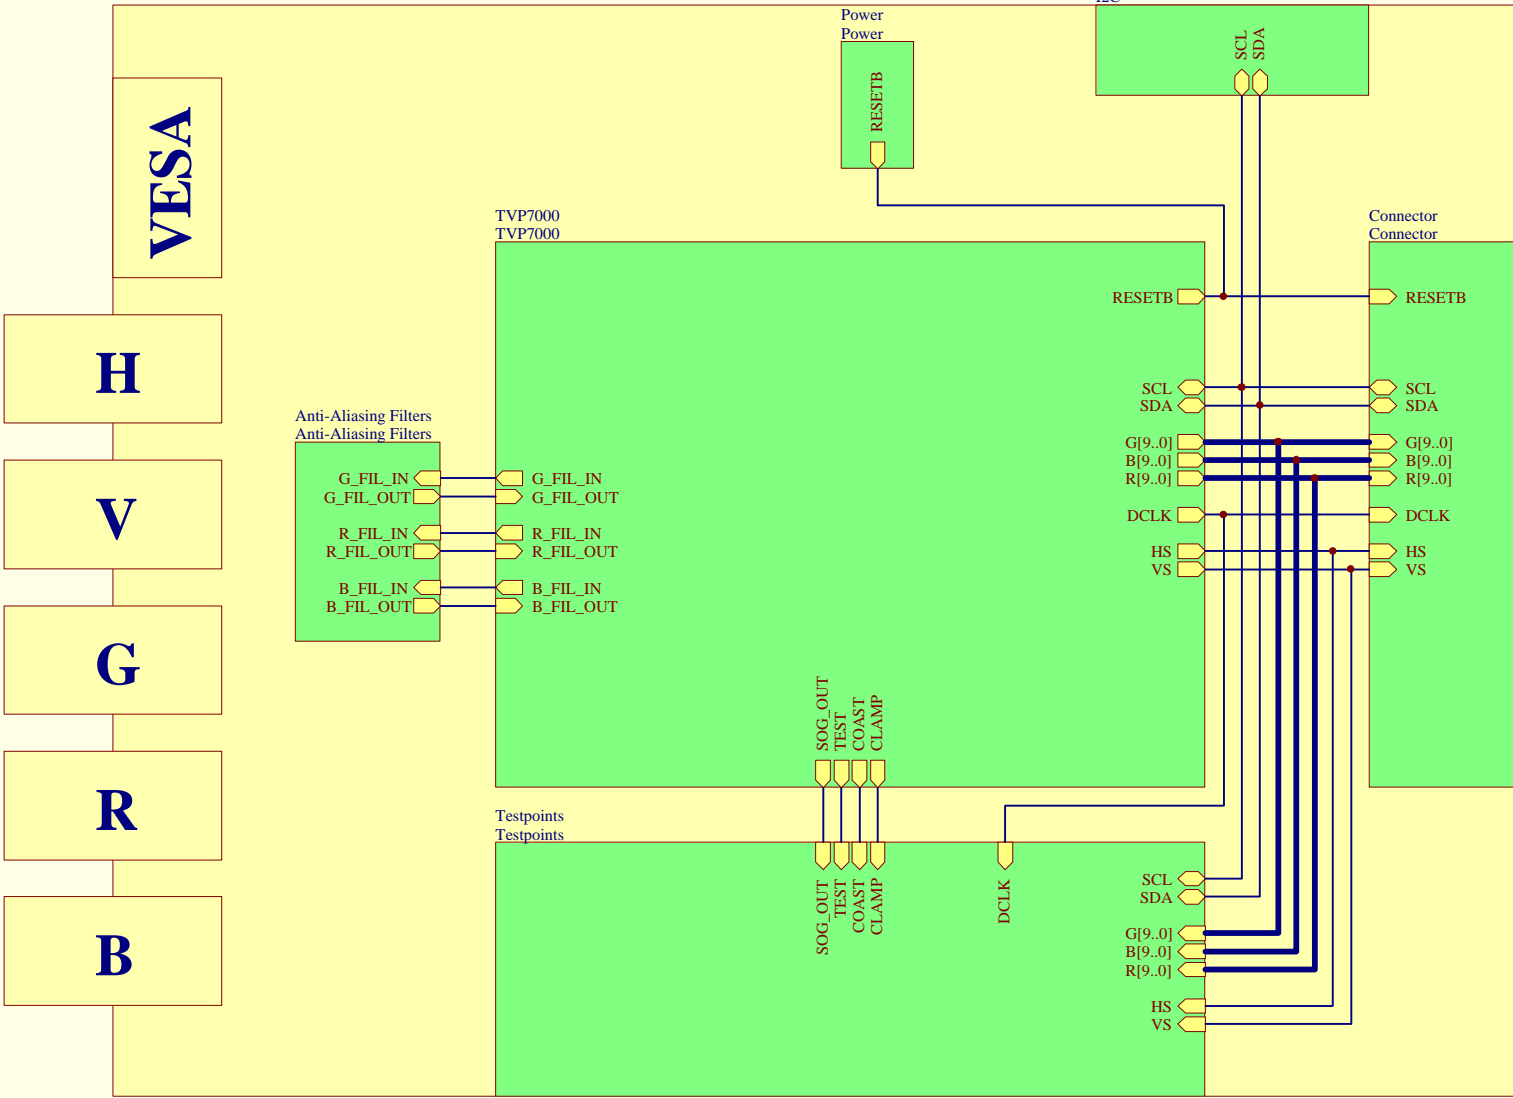 Power
Power
SCL
SDA
RESETB
VESA
TVP7000
TVP7000
Connector
Connector
RESETB
RESETB
H
SCL
SCL
SDA
SDA
Anti-Aliasing Filters
Anti-Aliasing Filters
G[9..0]
G[9..0]
B[9..0]
B[9..0]
R[9..0]
R[9..0]
G_FIL_IN
G_FIL_IN
G_FIL_OUT
G_FIL_OUT
V
DCLK
DCLK
R_FIL_IN
R_FIL_IN
R_FIL_OUT
R_FIL_OUT
HS
HS
VS
VS
B_FIL_IN
B_FIL_IN
B_FIL_OUT
B_FIL_OUT
G
SOG_OUT
TEST
COAST
CLAMP
R
Testpoints
Testpoints
SOG_OUT
TEST
COAST
CLAMP
DCLK
SCL
SDA
G[9..0]
B[9..0]
R[9..0]
B
HS
VS